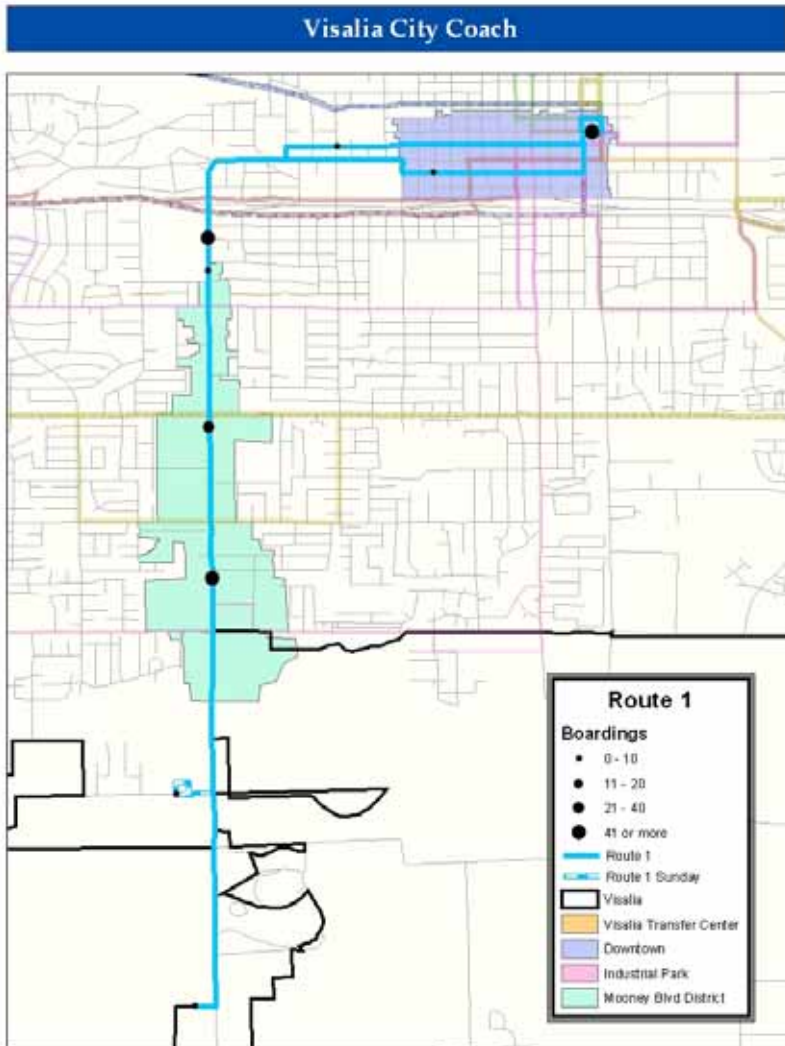 Visalia City Coach
Route 1
Boardings
0 - 10
11 - 20
21 - 40
41 or more
Route 1
Route 1 Sunday
Visalia
Visalia Transfer Center
Downtown
Industrial Park
Mooney Blvd District